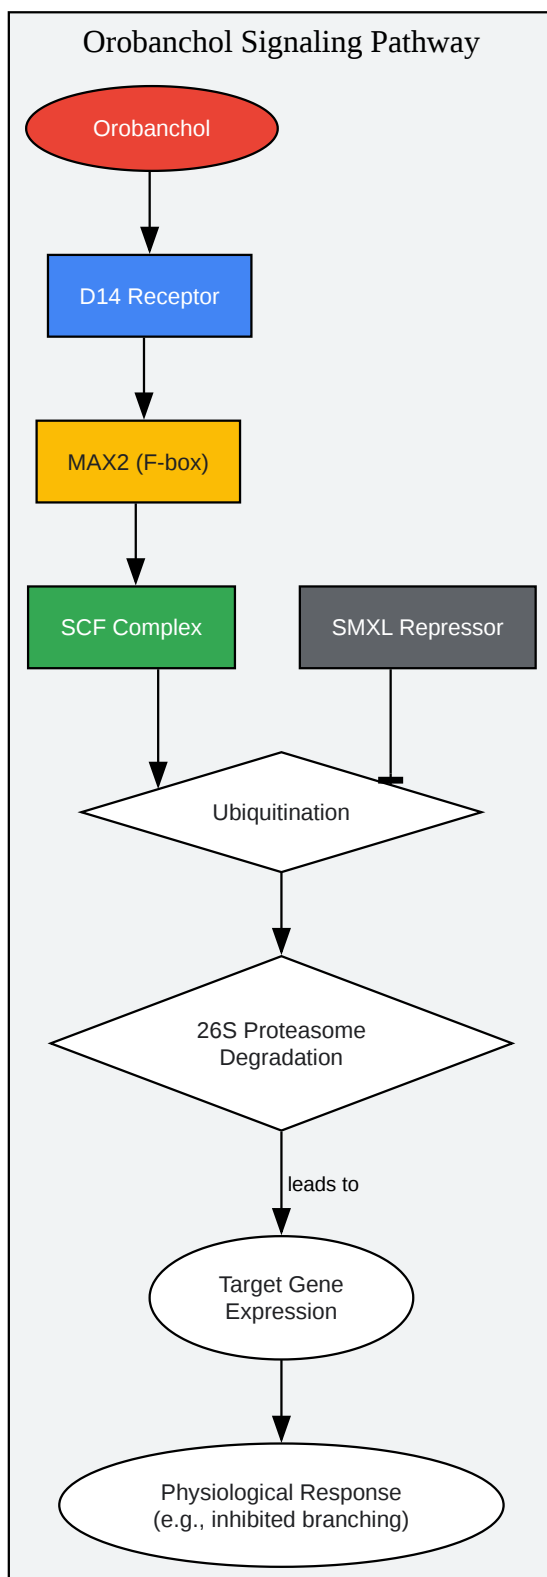 Orobanchol Signaling Pathway
Orobanchol
D14 Receptor
MAX2 (F-box)
SCF Complex
SMXL Repressor
Ubiquitination
26S Proteasome
Degradation
leads to
Target Gene
Expression
Physiological Response
(e.g., inhibited branching)